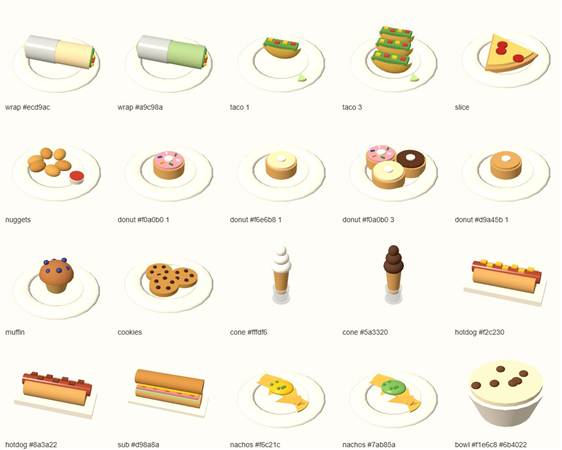 wrap #ecd9ac
wrap #a9c98a
taco 1
taco 3
slice
nuggets
donut #f0a0b0 1
donut #f6e6b8 1
donut #f0a0b0 3
donut #d9a45b 1
muffin
cookies
cone #fffdf6
cone #5a3320
hotdog #f2c230
hotdog #8a3a22
sub #d98a8a
nachos #f6c21c
nachos #7ab85a
bowl #f1e6c8 #6b4022